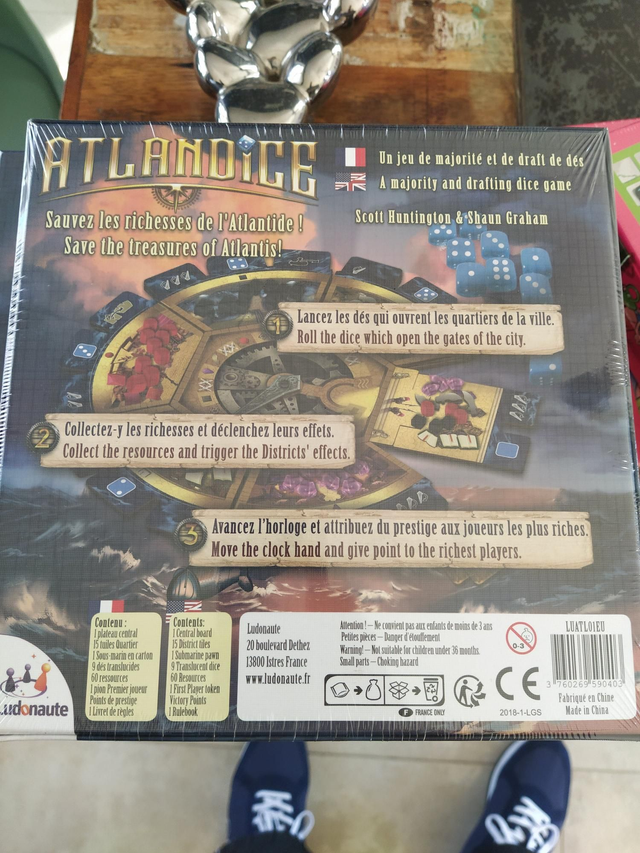 ATLANDICE
Un jeu de majorité et de draft de dés
A majority and drafting dice game
Sauvez les richesses de l'Atlantide !
Save the treasures of Atlantis!
Scott Huntington & Shaun Graham
1
Lancez les dés qui ouvrent les quartiers de la ville.
Roll the dice which open the gates of the city.
2
Collectez-y les richesses et déclenchez leurs effets.
Collect the resources and trigger the Districts' effects.
3
Avancez l'horloge et attribuez du prestige aux joueurs les plus riches.
Move the clock hand and give point to the richest players.
Contenu :
1 plateau central
15 tuiles Quartier
1 Sous-marin en carton
9 dés translucides
60 ressources
1 pion Premier joueur
Points de prestige
1 Livret de règles
Contents:
1 Central board
15 District tiles
1 Submarine pawn
9 Translucent dice
60 Resources
1 First Player token
Victory Points
1 Rulebook
Ludonaute
20 boulevard Dethez
13800 Istres France
www.ludonaute.fr
Attention ! – Ne convient pas aux enfants de moins de 3 ans
Petites pièces – Danger d'étouffement
Warning! – Not suitable for children under 36 months.
Small parts – Choking hazard
0-3
F FRANCE ONLY
CE
2018-1-LGS
LUATL01EU
3 760269 590403
Fabriqué en Chine
Made in China
Ludonaute